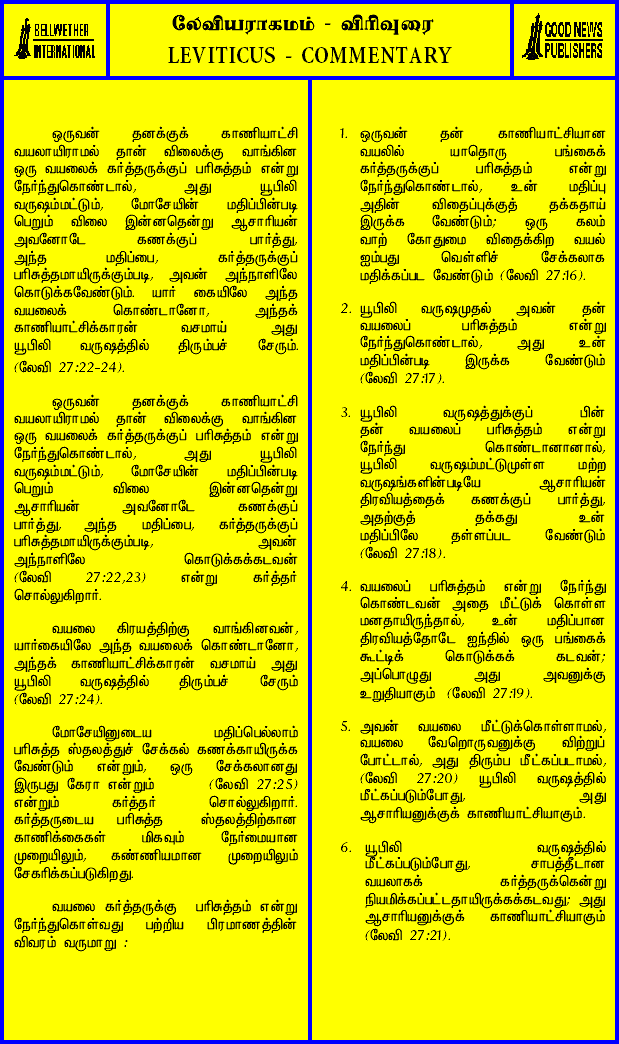 BELLWETHER
INTERNATIONAL
லேவியராகமம் - விரிவுரை
LEVITICUS - COMMENTARY
GOOD NEWS
PUBLISHERS
ஒருவன் தனக்குக் காணியாட்சி
வயலாயிராமல் தான் விலைக்கு வாங்கின
ஒரு வயலைக் கர்த்தருக்குப் பரிசுத்தம் என்று
நேர்ந்துகொண்டால், அது யூபிலி
வருஷம்மட்டும், மோசேயின் மதிப்பின்படி
பெறும் விலை இன்னதென்று ஆசாரியன்
அவனோடே கணக்குப் பார்த்து,
அந்த மதிப்பை, கர்த்தருக்குப்
பரிசுத்தமாயிருக்கும்படி, அவன் அந்நாளிலே
கொடுக்கவேண்டும். யார் கையிலே அந்த
வயலைக் கொண்டானோ, அந்தக்
காணியாட்சிக்காரன் வசமாய் அது
யூபிலி வருஷத்தில் திரும்பச் சேரும்.
(லேவி 27:22-24).
ஒருவன் தனக்குக் காணியாட்சி
வயலாயிராமல் தான் விலைக்கு வாங்கின
ஒரு வயலைக் கர்த்தருக்குப் பரிசுத்தம் என்று
நேர்ந்துகொண்டால், அது யூபிலி
வருஷம்மட்டும், மோசேயின் மதிப்பின்படி
பெறும் விலை இன்னதென்று
ஆசாரியன் அவனோடே கணக்குப்
பார்த்து, அந்த மதிப்பை, கர்த்தருக்குப்
பரிசுத்தமாயிருக்கும்படி, அவன்
அந்நாளிலே கொடுக்கக்கடவன்
(லேவி 27:22,23) என்று கர்த்தர்
சொல்லுகிறார்.
வயலை கிரயத்திற்கு வாங்கினவன்,
யார்கையிலே அந்த வயலைக் கொண்டானோ,
அந்தக் காணியாட்சிக்காரன் வசமாய் அது
யூபிலி வருஷத்தில் திரும்பச் சேரும்
(லேவி 27:24).
மோசேயினுடைய மதிப்பெல்லாம்
பரிசுத்த ஸ்தலத்துச் சேக்கல் கணக்காயிருக்க
வேண்டும் என்றும், ஒரு சேக்கலானது
இருபது கேரா என்றும் (லேவி 27:25)
என்றும் கர்த்தர் சொல்லுகிறார்.
கர்த்தருடைய பரிசுத்த ஸ்தலத்திற்கான
காணிக்கைகள் மிகவும் நேர்மையான
முறையிலும், கண்ணியமான முறையிலும்
சேகரிக்கப்படுகிறது.
வயலை கர்த்தருக்கு பரிசுத்தம் என்று
நேர்ந்துகொள்வது பற்றிய பிரமாணத்தின்
விவரம் வருமாறு :
1. ஒருவன் தன் காணியாட்சியான
வயலில் யாதொரு பங்கைக்
கர்த்தருக்குப் பரிசுத்தம் என்று
நேர்ந்துகொண்டால், உன் மதிப்பு
அதின் விதைப்புக்குத் தக்கதாய்
இருக்க வேண்டும்; ஒரு கலம்
வாற் கோதுமை விதைக்கிற வயல்
ஐம்பது வெள்ளிச் சேக்கலாக
மதிக்கப்பட வேண்டும் (லேவி 27:16).
2. யூபிலி வருஷமுதல் அவன் தன்
வயலைப் பரிசுத்தம் என்று
நேர்ந்துகொண்டால், அது உன்
மதிப்பின்படி இருக்க வேண்டும்
(லேவி 27:17).
3. யூபிலி வருஷத்துக்குப் பின்
தன் வயலைப் பரிசுத்தம் என்று
நேர்ந்து கொண்டானானால்,
யூபிலி வருஷம்மட்டுமுள்ள மற்ற
வருஷங்களின்படியே ஆசாரியன்
திரவியத்தைக் கணக்குப் பார்த்து,
அதற்குத் தக்கது உன்
மதிப்பிலே தள்ளப்பட வேண்டும்
(லேவி 27:18).
4. வயலைப் பரிசுத்தம் என்று நேர்ந்து
கொண்டவன் அதை மீட்டுக் கொள்ள
மனதாயிருந்தால், உன் மதிப்பான
திரவியத்தோடே ஐந்தில் ஒரு பங்கைக்
கூட்டிக் கொடுக்கக் கடவன்;
அப்பொழுது அது அவனுக்கு
உறுதியாகும் (லேவி 27:19).
5. அவன் வயலை மீட்டுக்கொள்ளாமல்,
வயலை வேறொருவனுக்கு விற்றுப்
போட்டால், அது திரும்ப மீட்கப்படாமல்,
(லேவி 27:20) யூபிலி வருஷத்தில்
மீட்கப்படும்போது, அது
ஆசாரியனுக்குக் காணியாட்சியாகும்.
6. யூபிலி வருஷத்தில்
மீட்கப்படும்போது, சாபத்தீடான
வயலாகக் கர்த்தருக்கென்று
நியமிக்கப்பட்டதாயிருக்கக்கடவது; அது
ஆசாரியனுக்குக் காணியாட்சியாகும்
(லேவி 27:21).